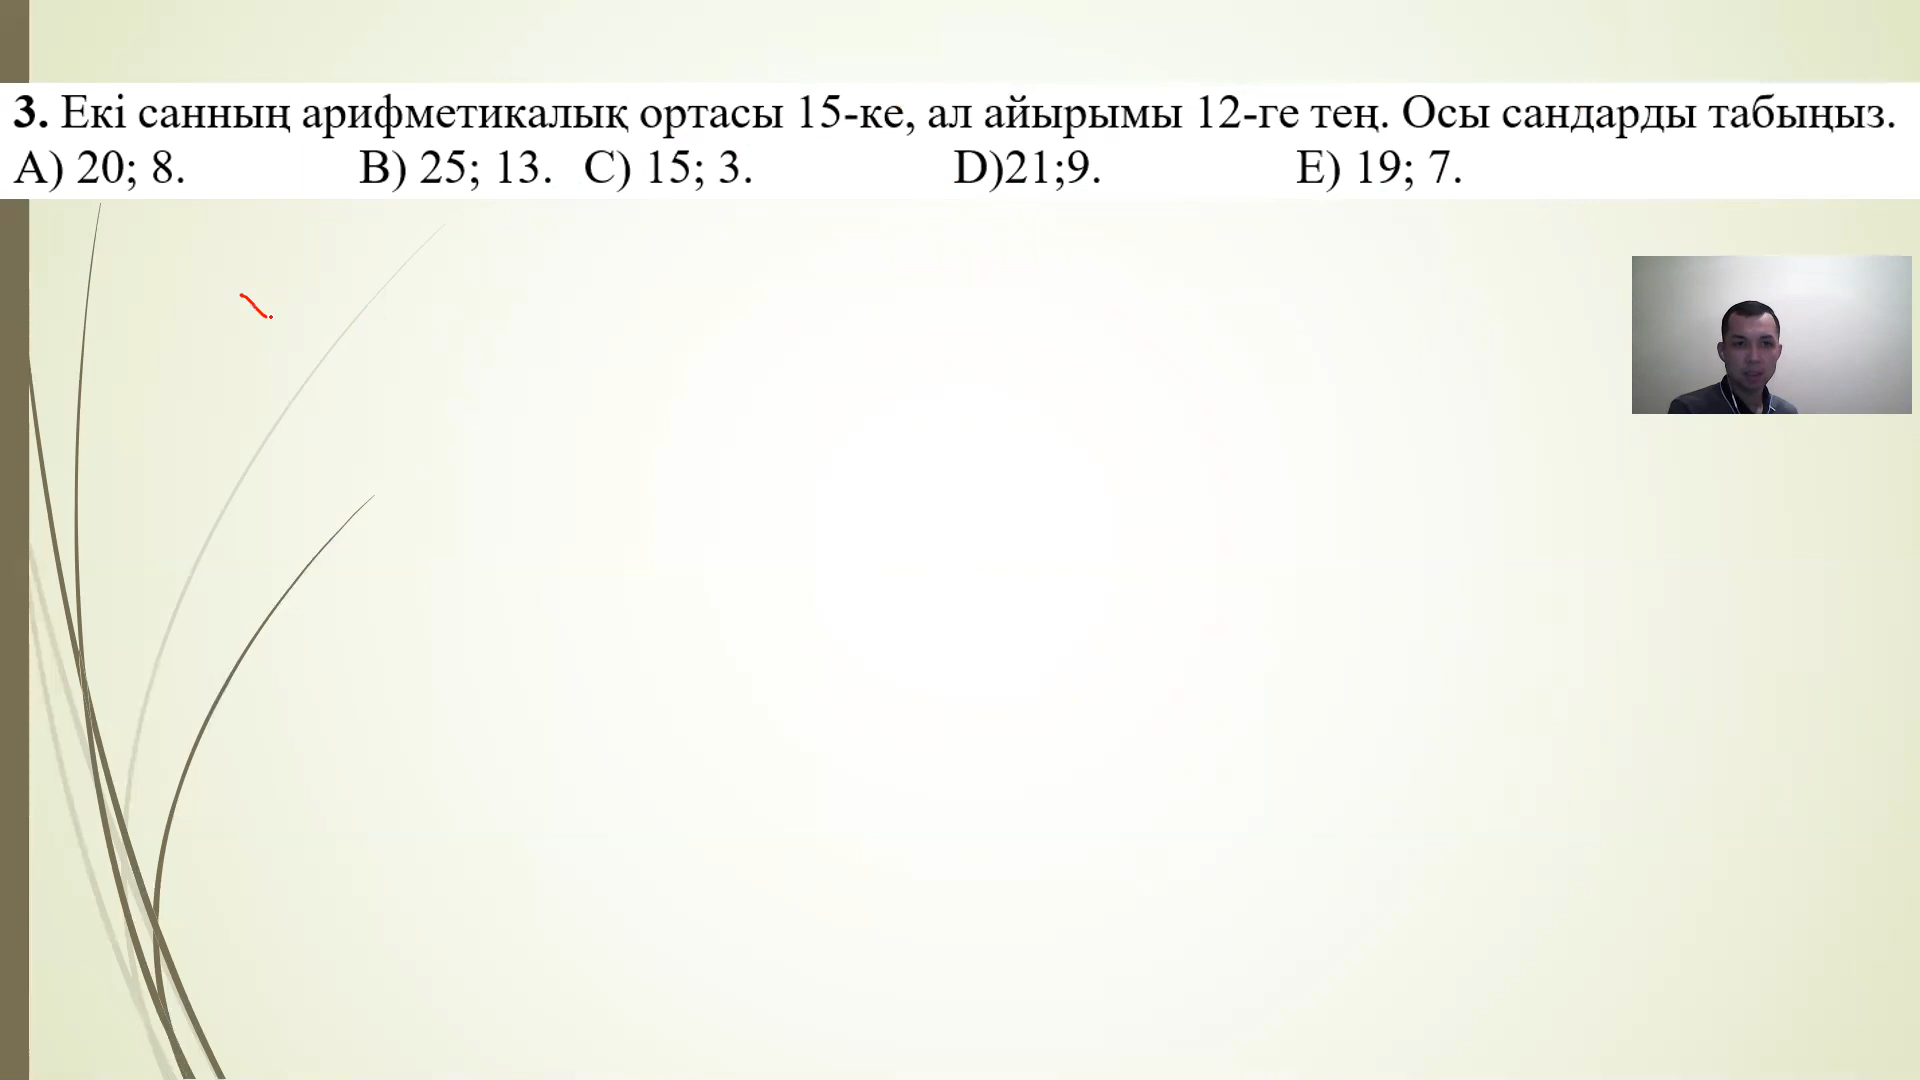 3. Екі санның арифметикалық ортасы 15-ке, ал айырымы 12-ге тең. Осы сандарды табыңыз.
A) 20; 8. B) 25; 13. C) 15; 3. D)21;9. E) 19; 7.